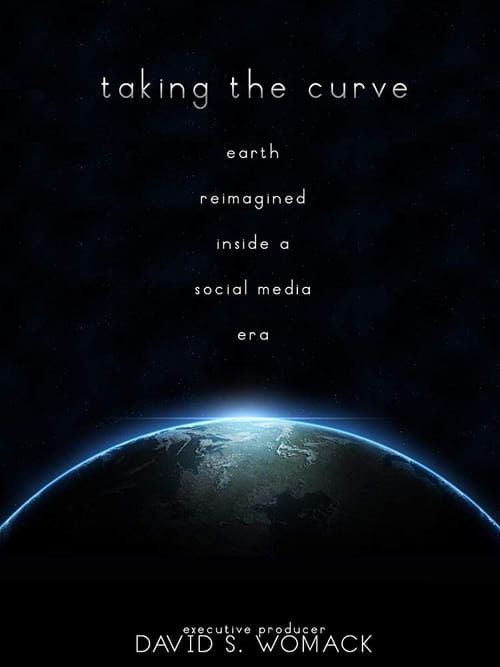 taking the curve
earth
reimagined
inside a
social media
era
executive producer
DAVID S. WOMACK